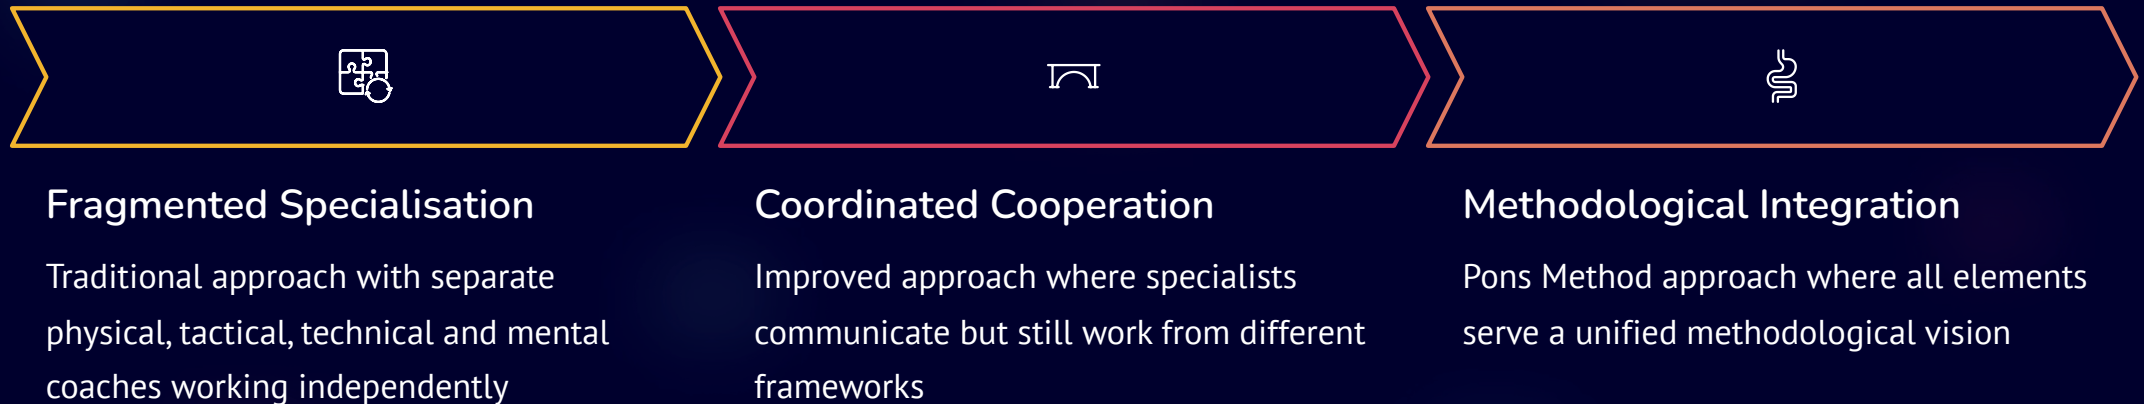 Fragmented Specialisation
Traditional approach with separate
physical, tactical, technical and mental
coaches working independently
Coordinated Cooperation
Improved approach where specialists
communicate but still work from different
frameworks
Methodological Integration
Pons Method approach where all elements
serve a unified methodological vision